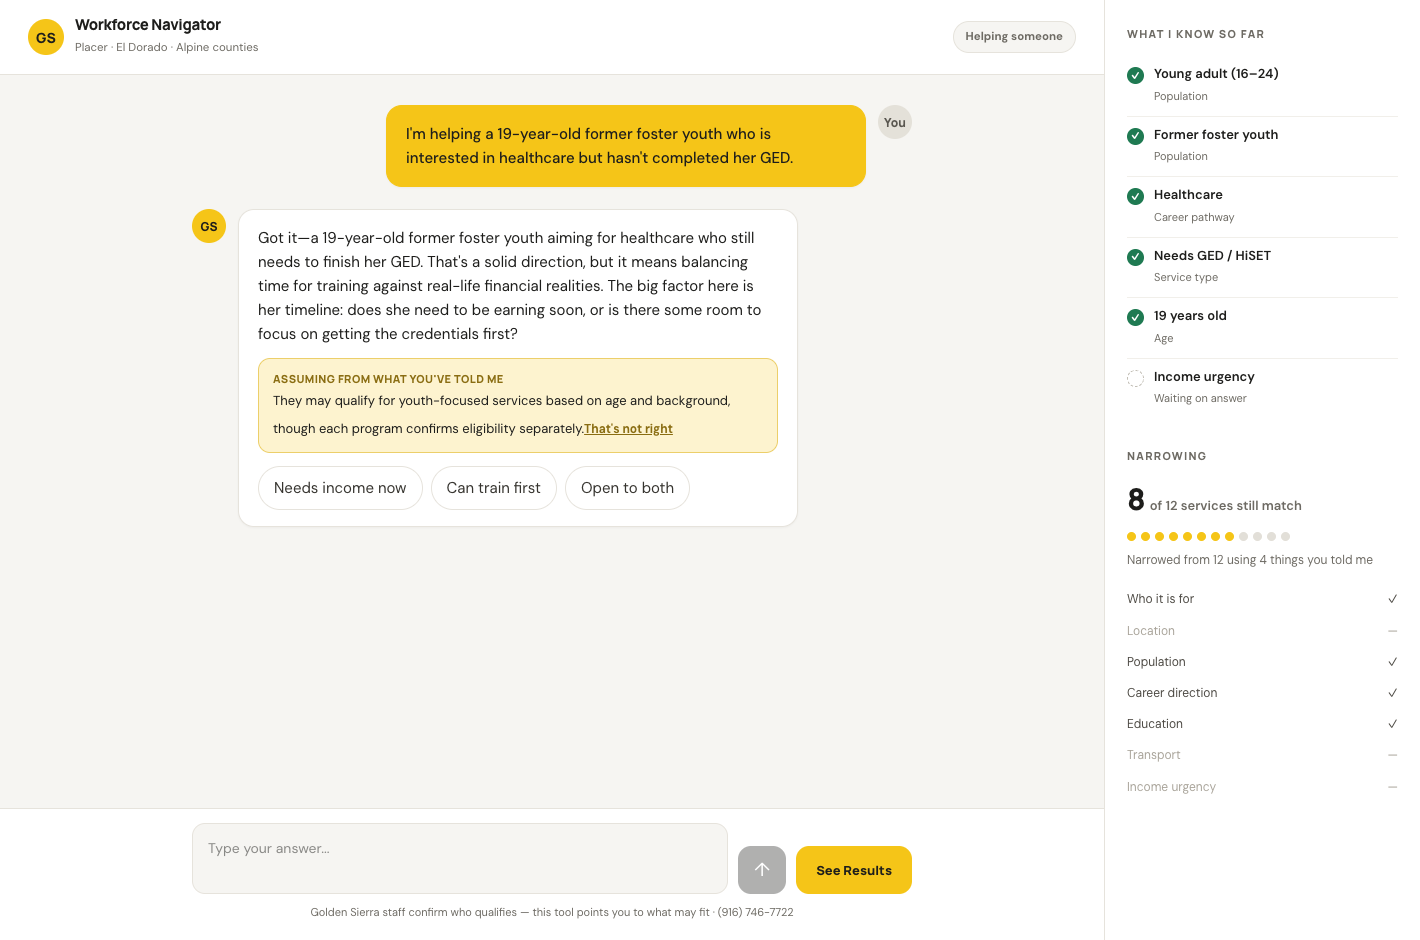 GS
Workforce Navigator
Placer · El Dorado · Alpine counties
Helping someone
I'm helping a 19-year-old former foster youth who is
interested in healthcare but hasn't completed her GED.
You
GS
Got it—a 19-year-old former foster youth aiming for healthcare who still
needs to finish her GED. That's a solid direction, but it means balancing
time for training against real-life financial realities. The big factor here is
her timeline: does she need to be earning soon, or is there some room to
focus on getting the credentials first?
ASSUMING FROM WHAT YOU'VE TOLD ME
They may qualify for youth-focused services based on age and background,
though each program confirms eligibility separately.That's not right
Needs income now
Can train first
Open to both
Type your answer...
See Results
Golden Sierra staff confirm who qualifies — this tool points you to what may fit · (916) 746-7722
WHAT I KNOW SO FAR
Young adult (16–24)
Population
Former foster youth
Population
Healthcare
Career pathway
Needs GED / HiSET
Service type
19 years old
Age
Income urgency
Waiting on answer
NARROWING
8 of 12 services still match
Narrowed from 12 using 4 things you told me
Who it is for ✓
Location —
Population ✓
Career direction ✓
Education ✓
Transport —
Income urgency —